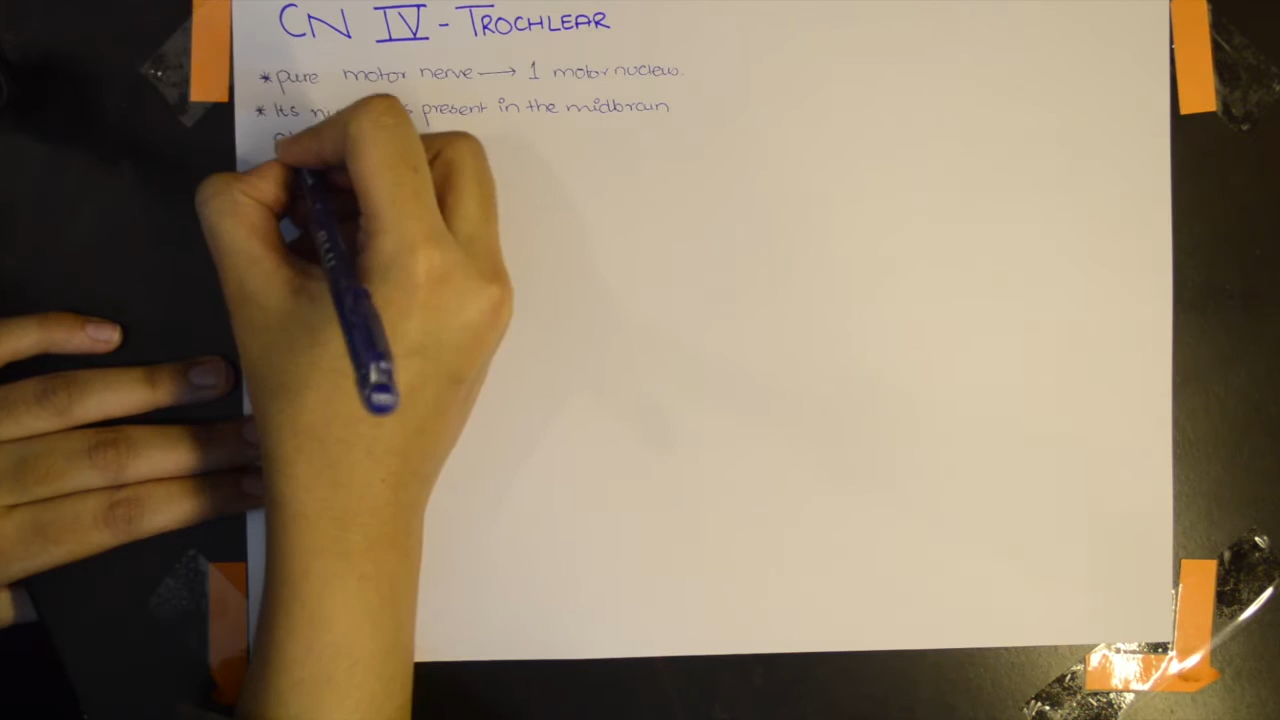 CN IV - TROCHLEAR
* pure motor nerve → 1 motor nucleus.
* Its present in the midbrain